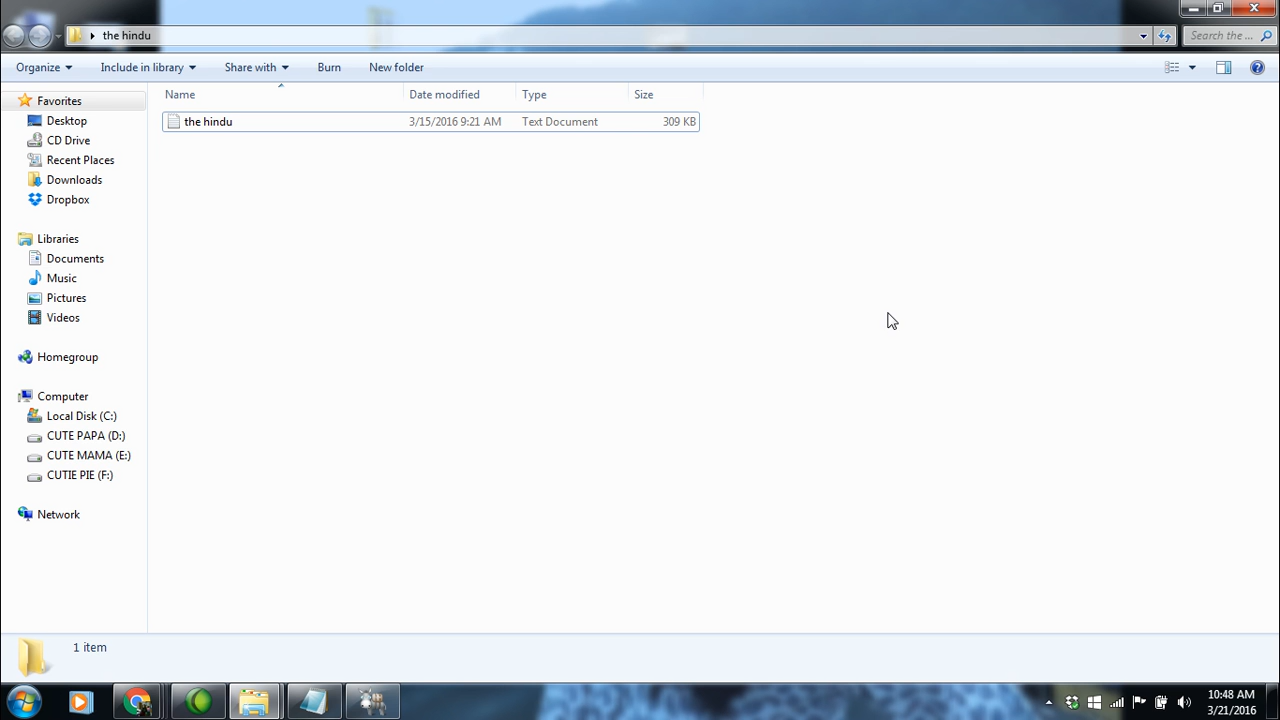 the hindu
Search the ...
Organize Include in library Share with Burn New folder
Name Date modified Type Size
the hindu 3/15/2016 9:21 AM Text Document 309 KB
Favorites
Desktop
CD Drive
Recent Places
Downloads
Dropbox
Libraries
Documents
Music
Pictures
Videos
Homegroup
Computer
Local Disk (C:)
CUTE PAPA (D:)
CUTE MAMA (E:)
CUTIE PIE (F:)
Network
1 item
10:48 AM
3/21/2016